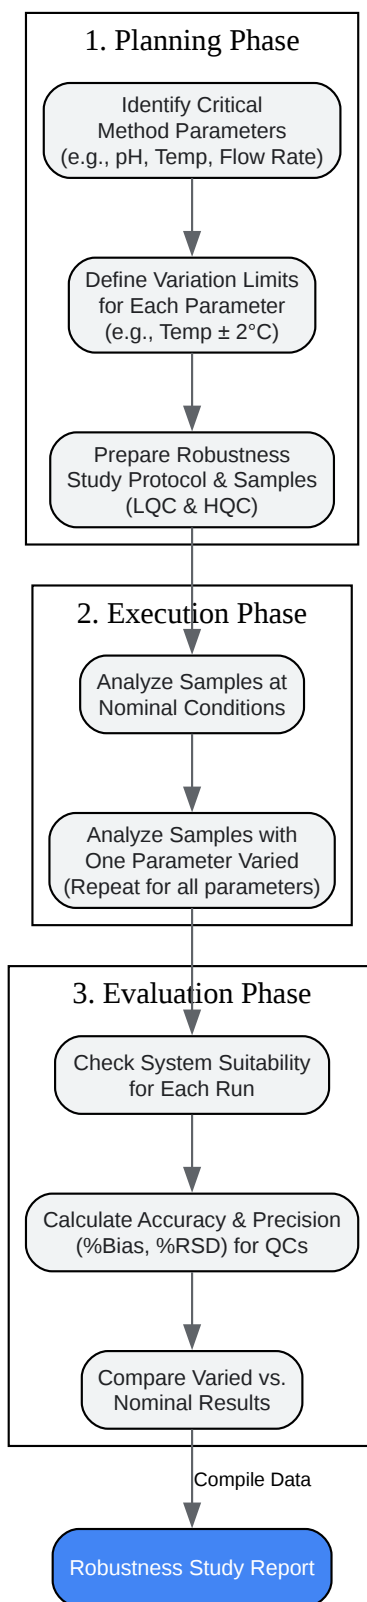 1. Planning Phase
Identify Critical
Method Parameters
(e.g., pH, Temp, Flow Rate)
Define Variation Limits
for Each Parameter
(e.g., Temp ± 2°C)
Prepare Robustness
Study Protocol & Samples
(LQC & HQC)
2. Execution Phase
Analyze Samples at
Nominal Conditions
Analyze Samples with
One Parameter Varied
(Repeat for all parameters)
3. Evaluation Phase
Check System Suitability
for Each Run
Calculate Accuracy & Precision
(%Bias, %RSD) for QCs
Compare Varied vs.
Nominal Results
Compile Data
Robustness Study Report